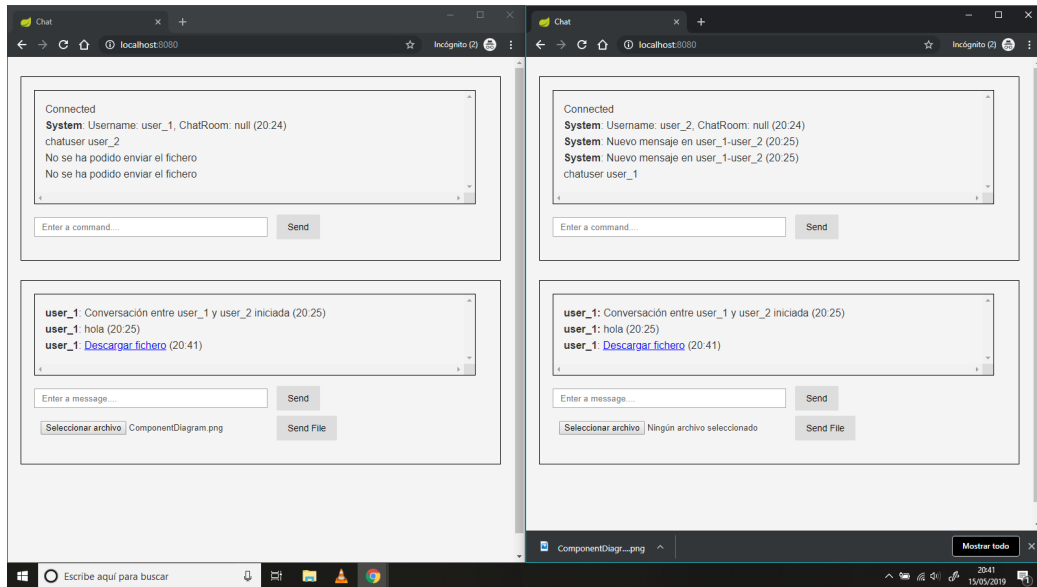 Chat
localhost:8080
Incógnito (2)
Connected
System: Username: user_1, ChatRoom: null (20:24)
chatuser user_2
No se ha podido enviar el fichero
No se ha podido enviar el fichero
Enter a command....
Send
user_1: Conversación entre user_1 y user_2 iniciada (20:25)
user_1: hola (20:25)
user_1: Descargar fichero (20:41)
Enter a message....
Send
Seleccionar archivo ComponentDiagram.png
Send File
Chat
localhost:8080
Incógnito (2)
Connected
System: Username: user_2, ChatRoom: null (20:24)
System: Nuevo mensaje en user_1-user_2 (20:25)
System: Nuevo mensaje en user_1-user_2 (20:25)
chatuser user_1
Enter a command....
Send
user_1: Conversación entre user_1 y user_2 iniciada (20:25)
user_1: hola (20:25)
user_1: Descargar fichero (20:41)
Enter a message....
Send
Seleccionar archivo Ningún archivo seleccionado
Send File
ComponentDiagr....png
Mostrar todo
Escribe aquí para buscar
20:41
15/05/2019